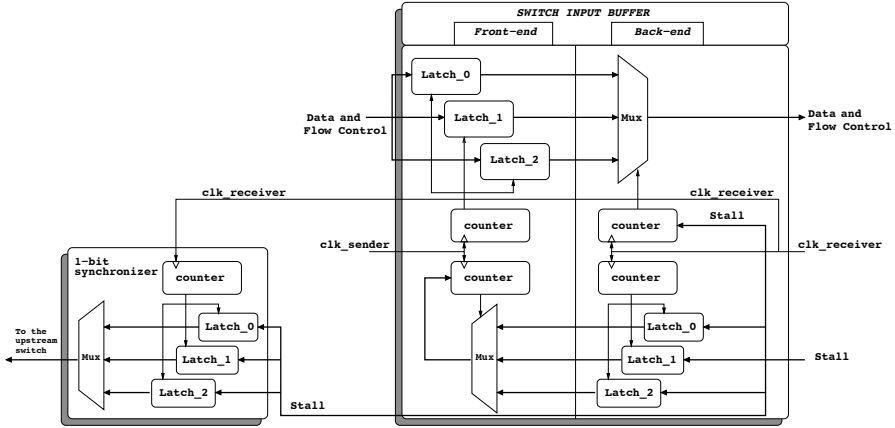 SWITCH INPUT BUFFER
Front-end
Back-end
Latch_0
Data and
Flow Control
Latch_1
Mux
Data and
Flow Control
Latch_2
clk_receiver
clk_receiver
Stall
counter
counter
clk_sender
clk_receiver
1-bit
synchronizer
counter
counter
counter
To the
upstream
switch
Mux
Latch_0
Latch_1
Latch_2
Mux
Latch_0
Latch_1
Latch_2
Stall
Stall